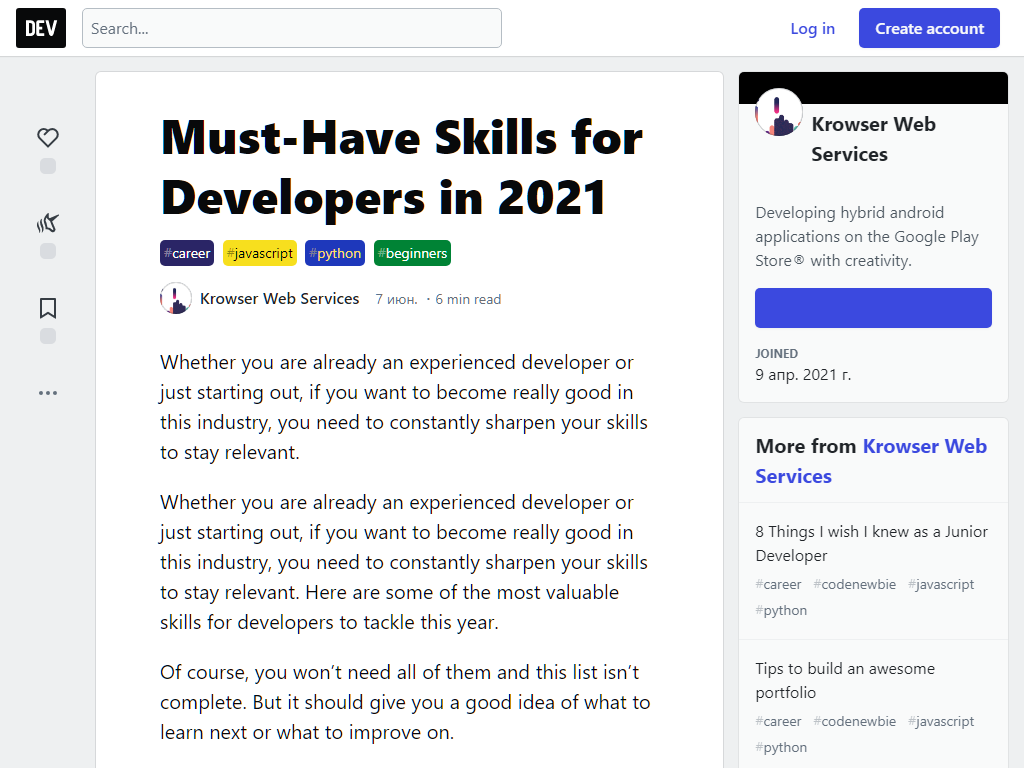 DEV
Search...
Log in
Create account
Must-Have Skills for
Developers in 2021
#career #javascript #python #beginners
Krowser Web Services 7 июн. · 6 min read
Whether you are already an experienced developer or
just starting out, if you want to become really good in
this industry, you need to constantly sharpen your skills
to stay relevant.
Whether you are already an experienced developer or
just starting out, if you want to become really good in
this industry, you need to constantly sharpen your skills
to stay relevant. Here are some of the most valuable
skills for developers to tackle this year.
Of course, you won’t need all of them and this list isn’t
complete. But it should give you a good idea of what to
learn next or what to improve on.
Krowser Web
Services
Developing hybrid android
applications on the Google Play
Store® with creativity.
JOINED
9 апр. 2021 г.
More from Krowser Web
Services
8 Things I wish I knew as a Junior
Developer
#career #codenewbie #javascript
#python
Tips to build an awesome
portfolio
#career #codenewbie #javascript
#python